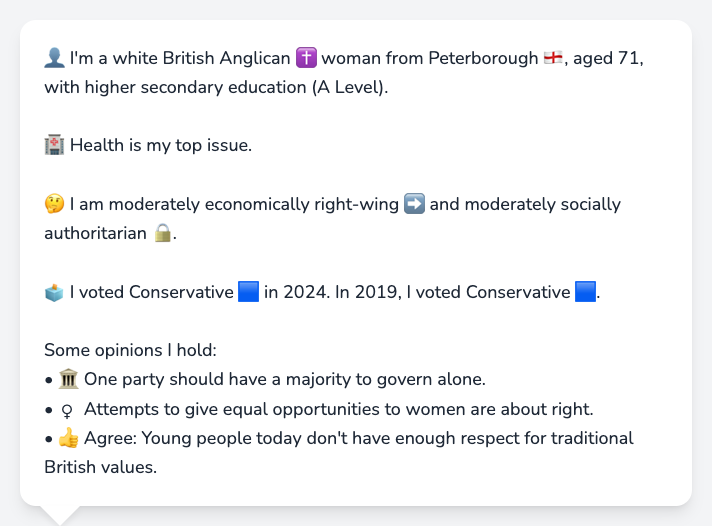 👤 I'm a white British Anglican ✝️ woman from Peterborough 🏴󠁧󠁢󠁥󠁮󠁧󠁿, aged 71,
with higher secondary education (A Level).
🏥 Health is my top issue.
🤔 I am moderately economically right-wing ➡️ and moderately socially
authoritarian 🔒.
🗳️ I voted Conservative 🟦 in 2024. In 2019, I voted Conservative 🟦.
Some opinions I hold:
• 🏛️ One party should have a majority to govern alone.
• ♀ Attempts to give equal opportunities to women are about right.
• 👍 Agree: Young people today don't have enough respect for traditional
British values.